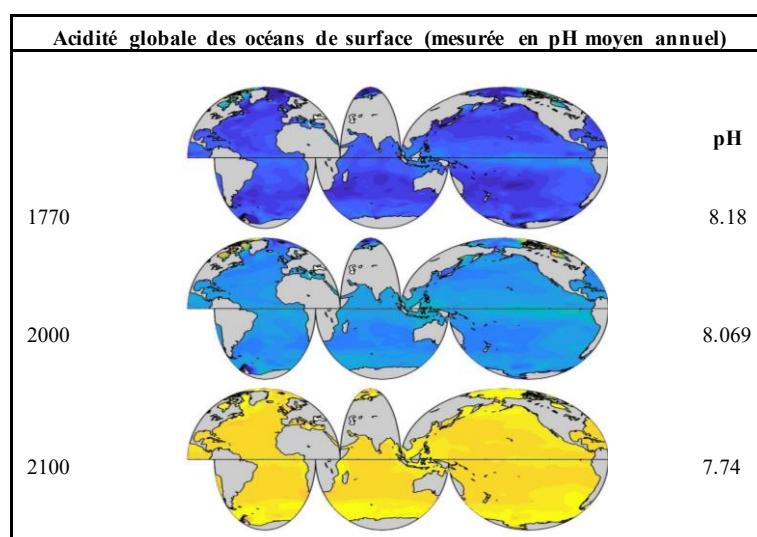 Acidité globale des océans de surface (mesurée en pH moyen annuel)
pH
1770 8.18
2000 8.069
2100 7.74